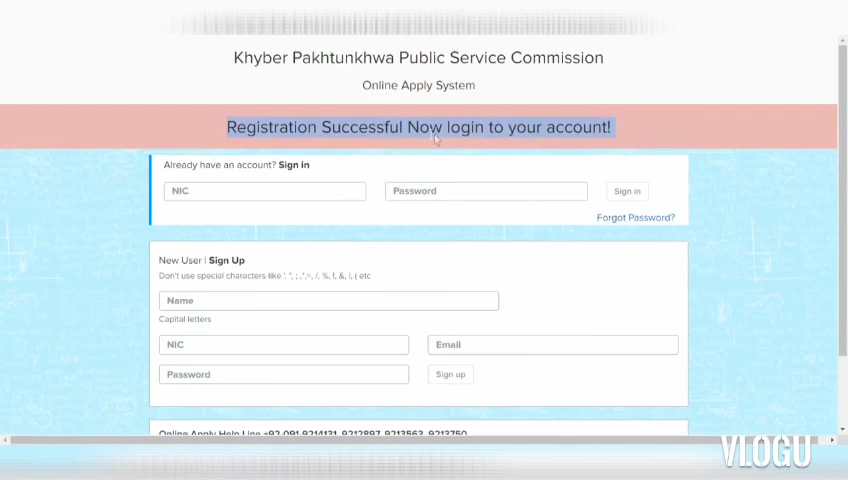 Khyber Pakhtunkhwa Public Service Commission
Online Apply System
Registration Successful Now login to your account!
Already have an account? Sign in
NIC
Password
Sign in
Forgot Password?
New User | Sign Up
Don't use special characters like ', ", ; ,*,=, /, %, !, &, |, ( etc
Name
Capital letters
NIC
Email
Password
Sign up
Online Apply Help Line +92-091-9214131, 9212897, 9213563, 9213750
VLOGU